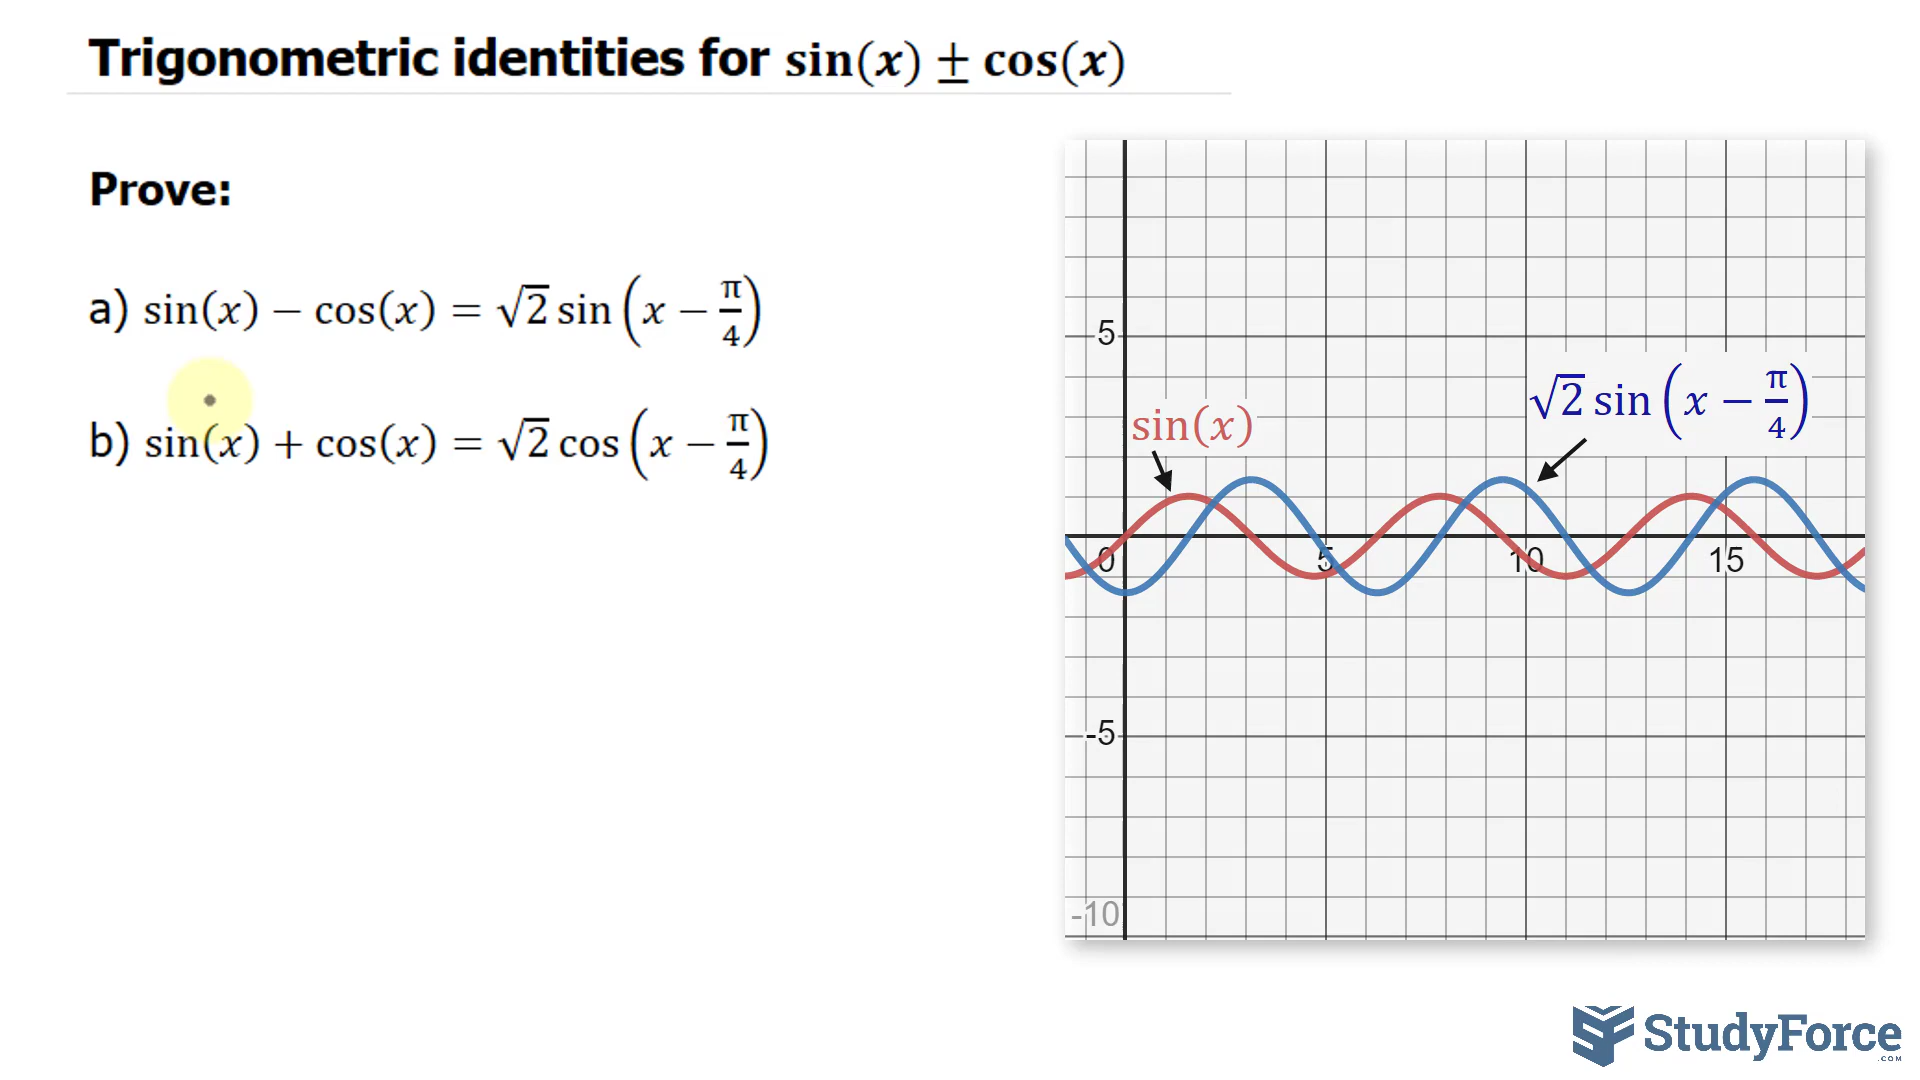 Trigonometric identities for sin(x) ± cos(x)
Prove:
a) sin(x) − cos(x) = √2 sin(x − π/4)
b) sin(x) + cos(x) = √2 cos(x − π/4)
5
sin(x)
√2 sin(x − π/4)
0
5
10
15
-5
-10
StudyForce
.COM